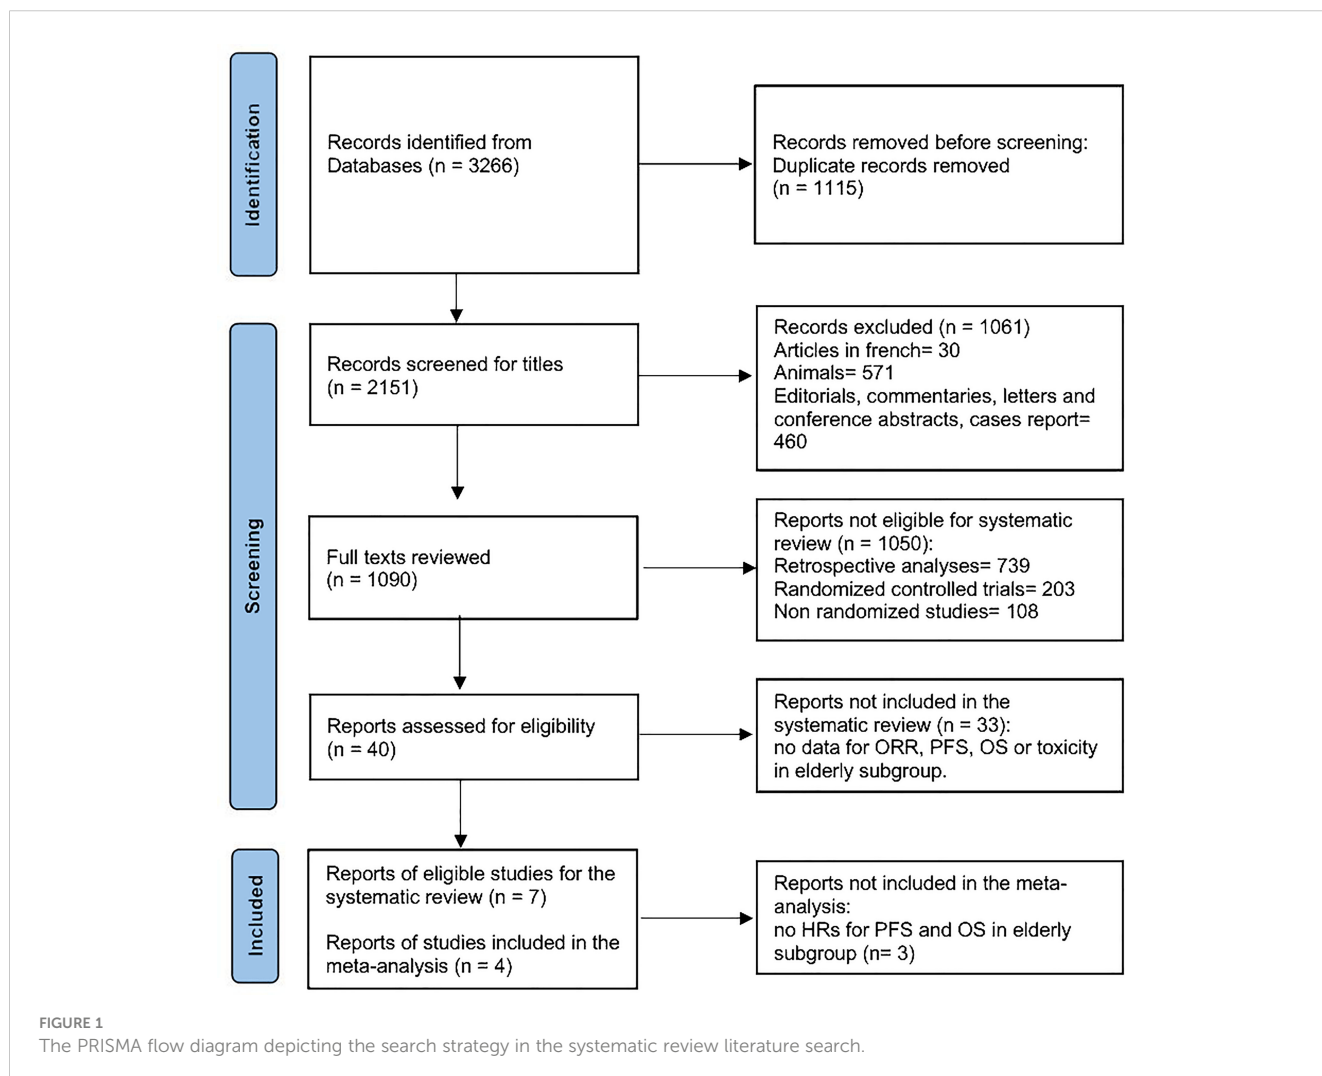 Identification
Records identified from
Databases (n = 3266)
Records removed before screening:
Duplicate records removed
(n = 1115)
Screening
Records screened for titles
(n = 2151)
Records excluded (n = 1061)
Articles in french= 30
Animals= 571
Editorials, commentaries, letters and
conference abstracts, cases report=
460
Full texts reviewed
(n = 1090)
Reports not eligible for systematic
review (n = 1050):
Retrospective analyses= 739
Randomized controlled trials= 203
Non randomized studies= 108
Reports assessed for eligibility
(n = 40)
Reports not included in the
systematic review (n = 33):
no data for ORR, PFS, OS or toxicity
in elderly subgroup.
Included
Reports of eligible studies for the
systematic review (n = 7)
Reports of studies included in the
meta-analysis (n = 4)
Reports not included in the meta-
analysis:
no HRs for PFS and OS in elderly
subgroup (n= 3)
FIGURE 1
The PRISMA flow diagram depicting the search strategy in the systematic review literature search.